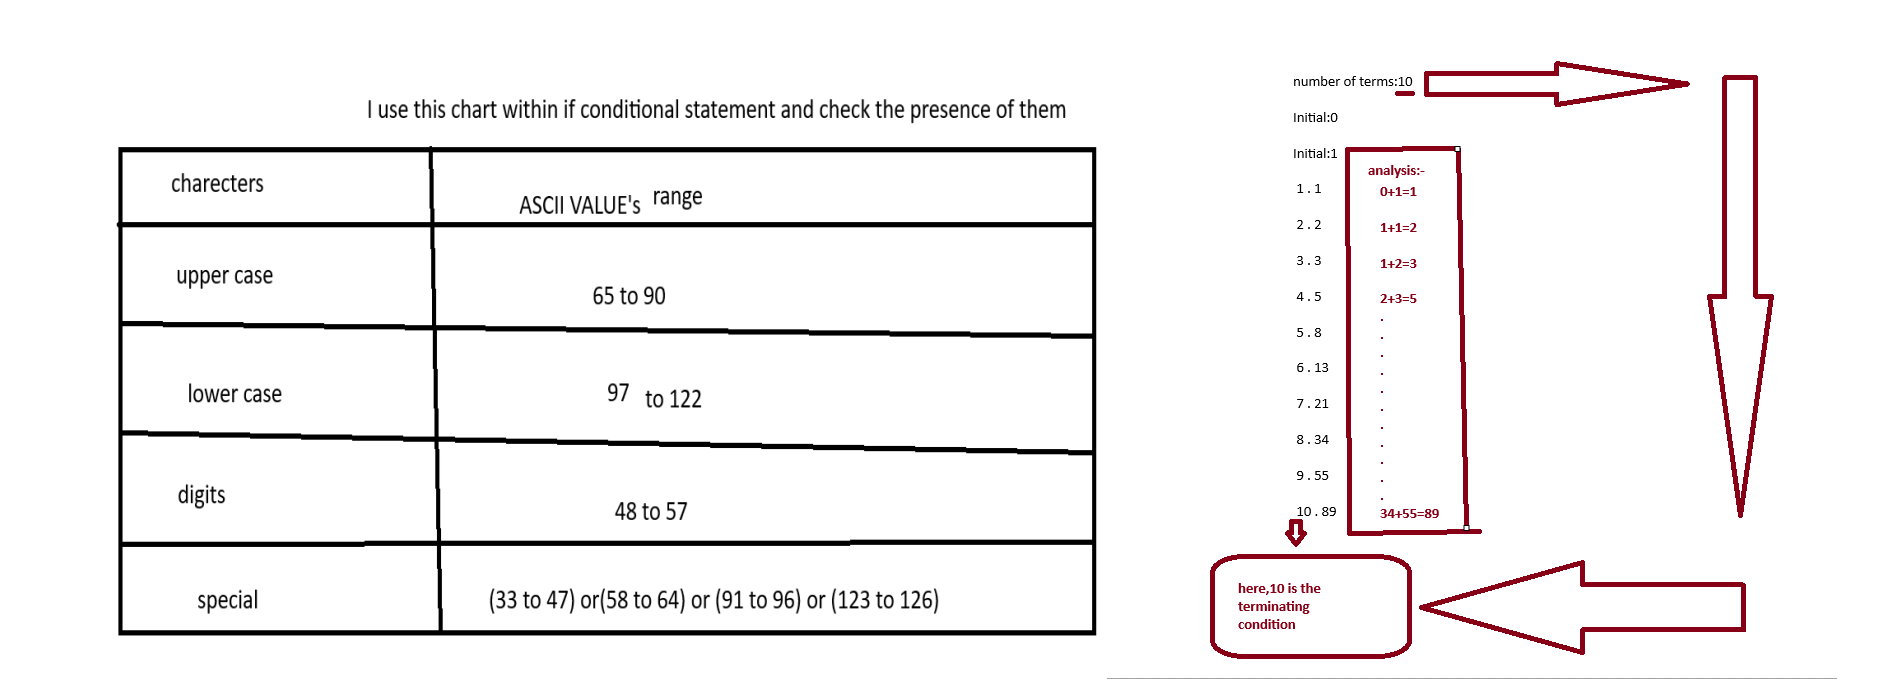 I use this chart within if conditional statement and check the presence of them
charecters
ASCII VALUE's range
upper case
65 to 90
lower case
97 to 122
digits
48 to 57
special
(33 to 47) or(58 to 64) or (91 to 96) or (123 to 126)
number of terms:10
Initial:0
Initial:1
analysis:-
1 . 1
0+1=1
2 . 2
1+1=2
3 . 3
1+2=3
4 . 5
2+3=5
5 . 8
6 . 13
7 . 21
8 . 34
9 . 55
10 . 89
34+55=89
here,10 is the
terminating
condition